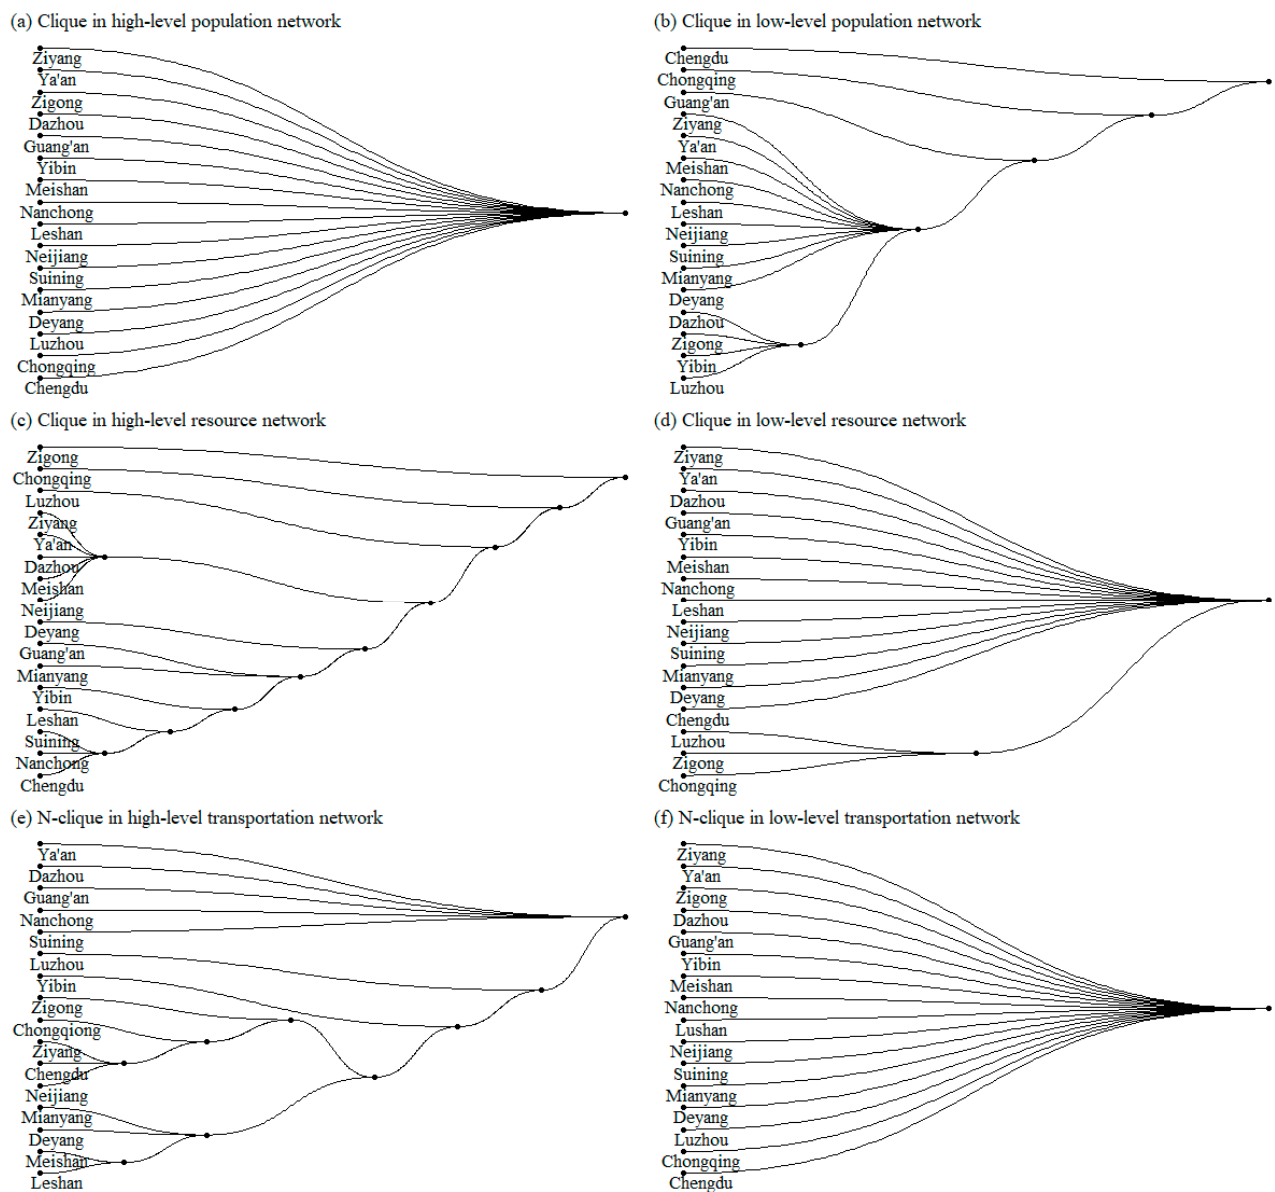 (a) Clique in high-level population network
Ziyang
Ya'an
Zigong
Dazhou
Guang'an
Yibin
Meishan
Nanchong
Leshan
Neijiang
Suining
Mianyang
Deyang
Luzhou
Chongqing
Chengdu
(b) Clique in low-level population network
Chengdu
Chongqing
Guang'an
Ziyang
Ya'an
Meishan
Nanchong
Leshan
Neijiang
Suining
Mianyang
Deyang
Dazhou
Zigong
Yibin
Luzhou
(c) Clique in high-level resource network
Zigong
Chongqing
Luzhou
Ziyang
Ya'an
Dazhou
Meishan
Neijiang
Deyang
Guang'an
Mianyang
Yibin
Leshan
Suining
Nanchong
Chengdu
(d) Clique in low-level resource network
Ziyang
Ya'an
Dazhou
Guang'an
Yibin
Meishan
Nanchong
Leshan
Neijiang
Suining
Mianyang
Deyang
Chengdu
Luzhou
Zigong
Chongqing
(e) N-clique in high-level transportation network
Ya'an
Dazhou
Guang'an
Nanchong
Suining
Luzhou
Yibin
Zigong
Chongqiong
Ziyang
Chengdu
Neijiang
Mianyang
Deyang
Meishan
Leshan
(f) N-clique in low-level transportation network
Ziyang
Ya'an
Zigong
Dazhou
Guang'an
Yibin
Meishan
Nanchong
Lushan
Neijiang
Suining
Mianyang
Deyang
Luzhou
Chongqing
Chengdu